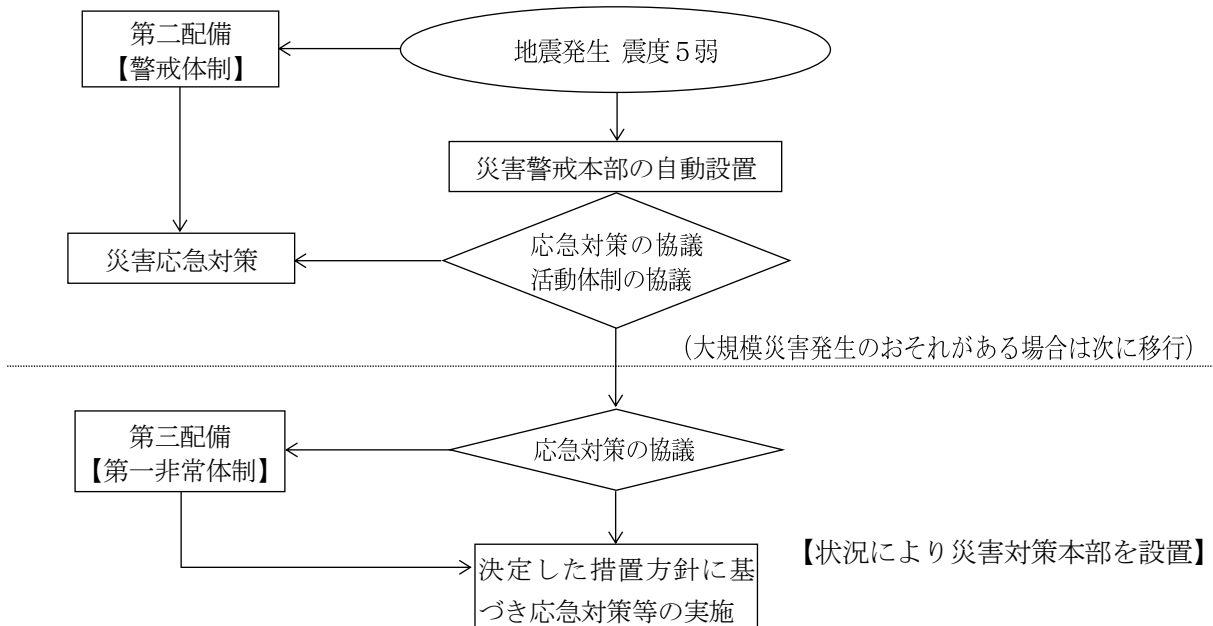 第二配備
【警戒体制】
地震発生 震度５弱
災害警戒本部の自動設置
災害応急対策
応急対策の協議
活動体制の協議
（大規模災害発生のおそれがある場合は次に移行）
第三配備
【第一非常体制】
応急対策の協議
【状況により災害対策本部を設置】
決定した措置方針に基
づき応急対策等の実施